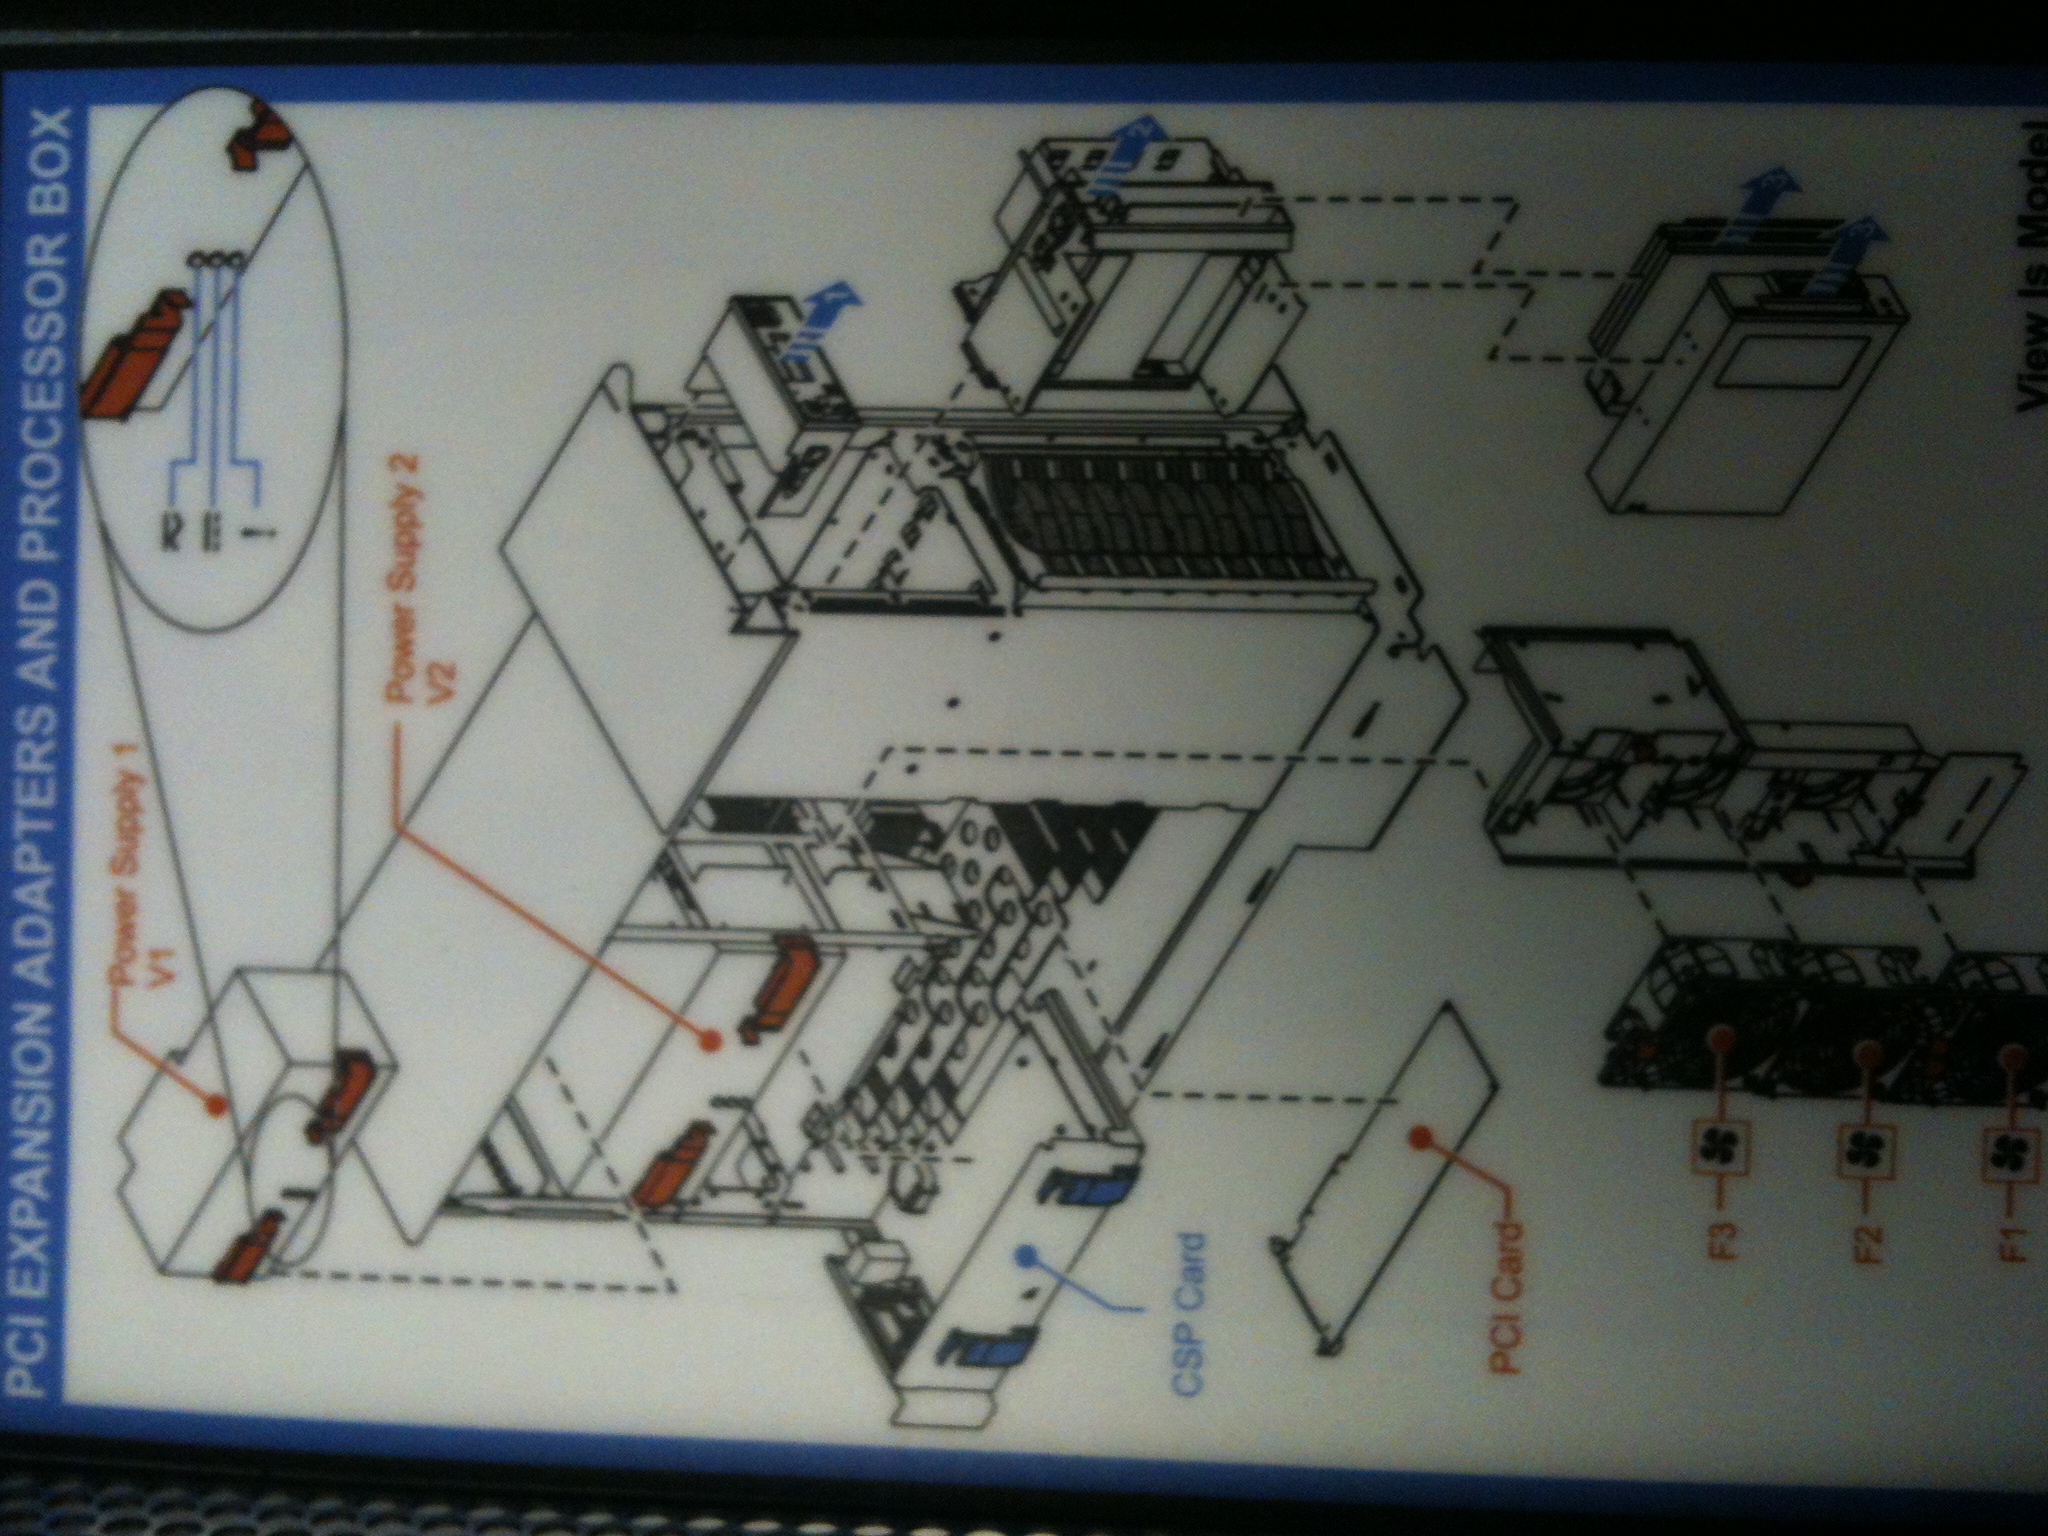 PCI EXPANSION ADAPTERS AND PROCESSOR BOX
Power Supply 1
V1
!
Power Supply 2
V2
1
2
CSP Card
PCI Card
F3
3
F2
3
F1
View Is Model